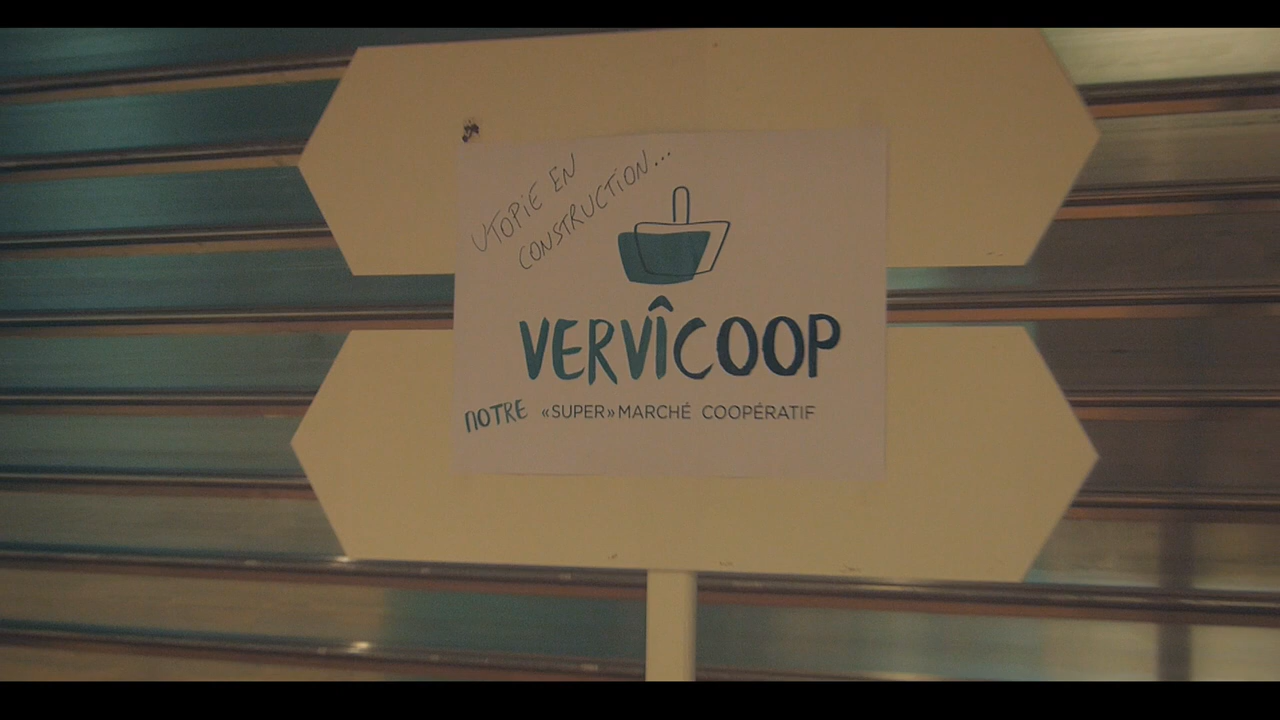 UTOPIE EN
CONSTRUCTION...
VERVÎCOOP
NOTRE «SUPER»MARCHÉ COOPÉRATIF